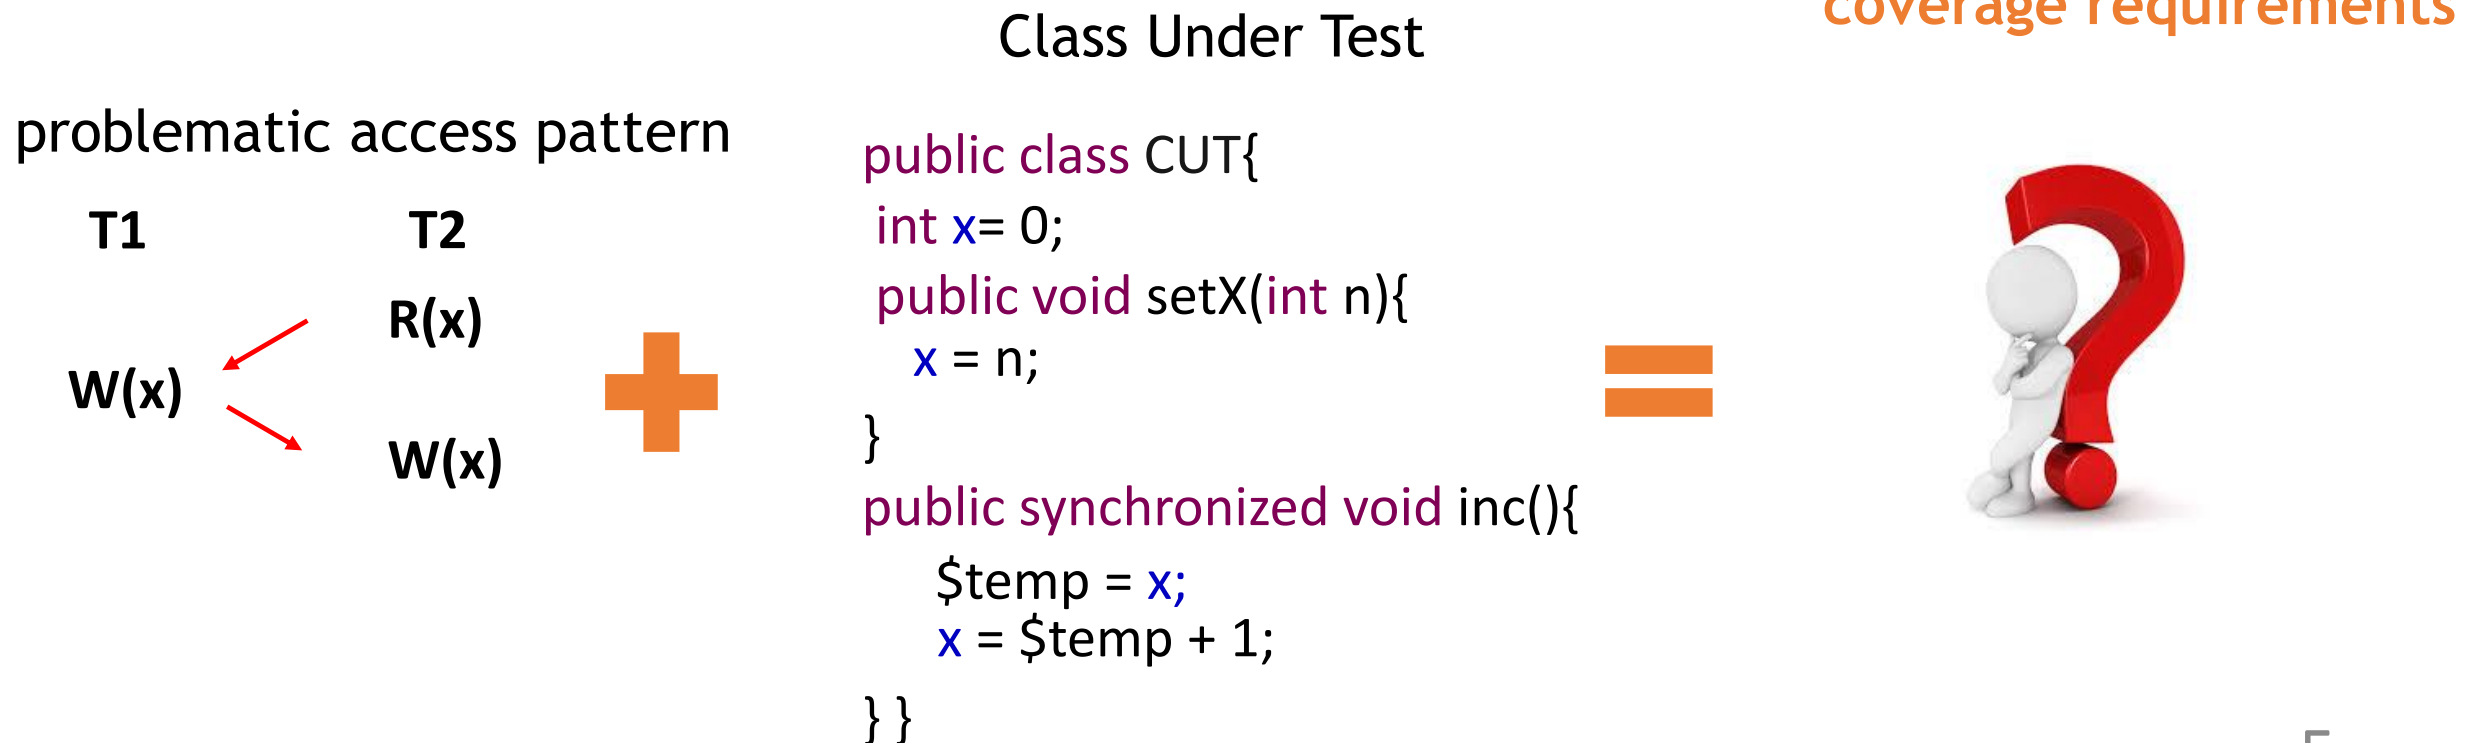 coverage requirements
Class Under Test
problematic access pattern
T1 T2
R(x)
W(x)
W(x)
public class CUT{
int x= 0;
public void setX(int n){
x = n;
}
public synchronized void inc(){
$temp = x;
x = $temp + 1;
} }